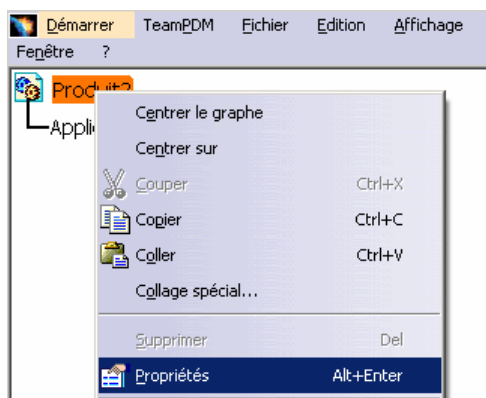 Démarrer TeamPDM Fichier Edition Affichage
Fenêtre ?
Produit2
Appli
Centrer le graphe
Centrer sur
Couper Ctrl+X
Copier Ctrl+C
Coller Ctrl+V
Collage spécial...
Supprimer Del
Propriétés Alt+Enter